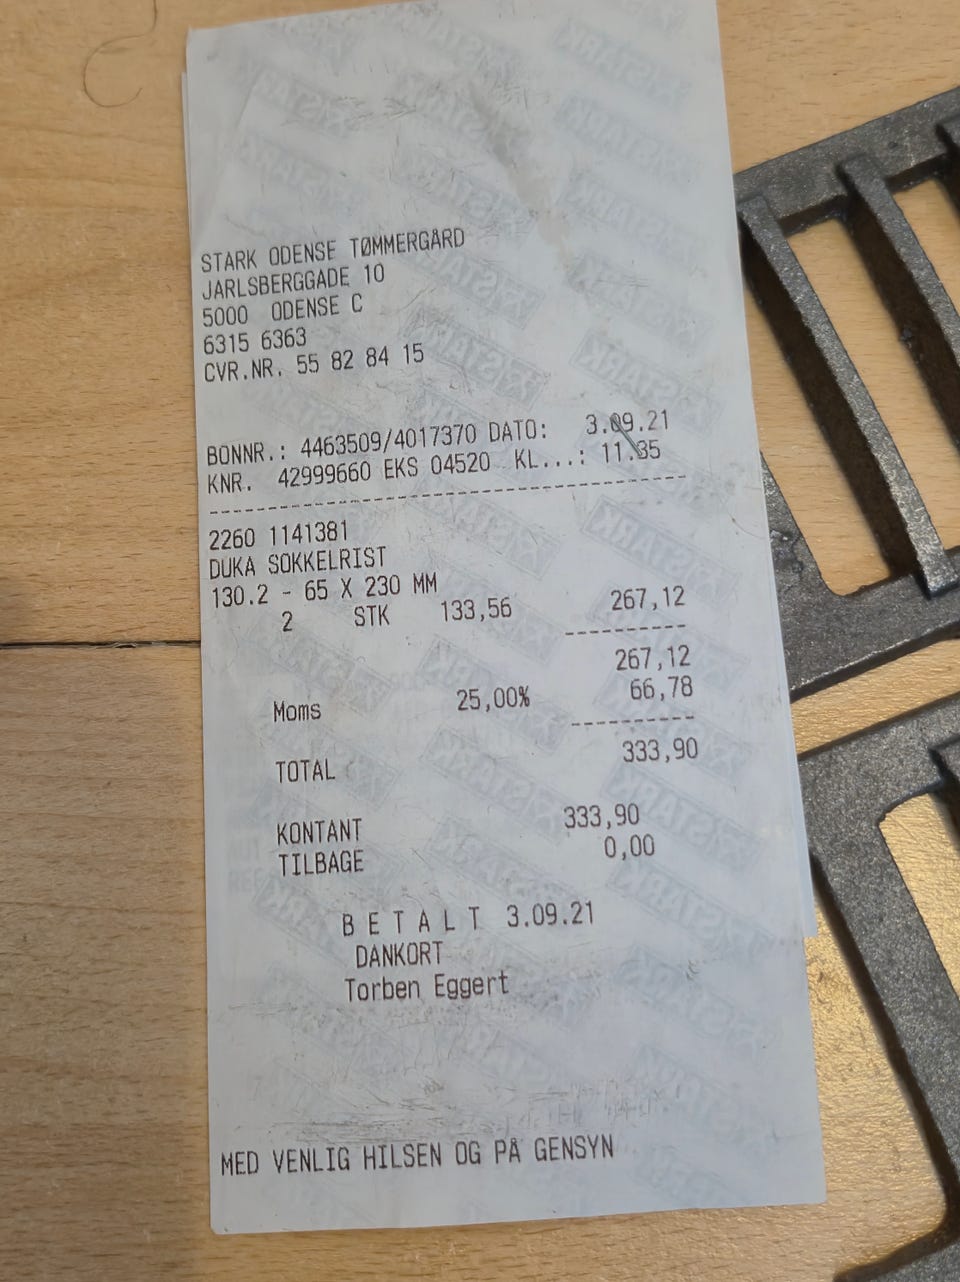 STARK ODENSE TØMMERGÅRD
JARLSBERGGADE 10
5000 ODENSE C
6315 6363
CVR.NR. 55 82 84 15
BONNR.: 4463509/4017370 DATO: 3.09.21
KNR. 42999660 EKS 04520 KL...: 11.35
2260 1141381
DUKA SOKKELRIST
130.2 - 65 X 230 MM
2 STK 133,56 267,12
267,12
Moms 25,00% 66,78
TOTAL 333,90
KONTANT 333,90
TILBAGE 0,00
B E T A L T 3.09.21
DANKORT
Torben Eggert
MED VENLIG HILSEN OG PÅ GENSYN